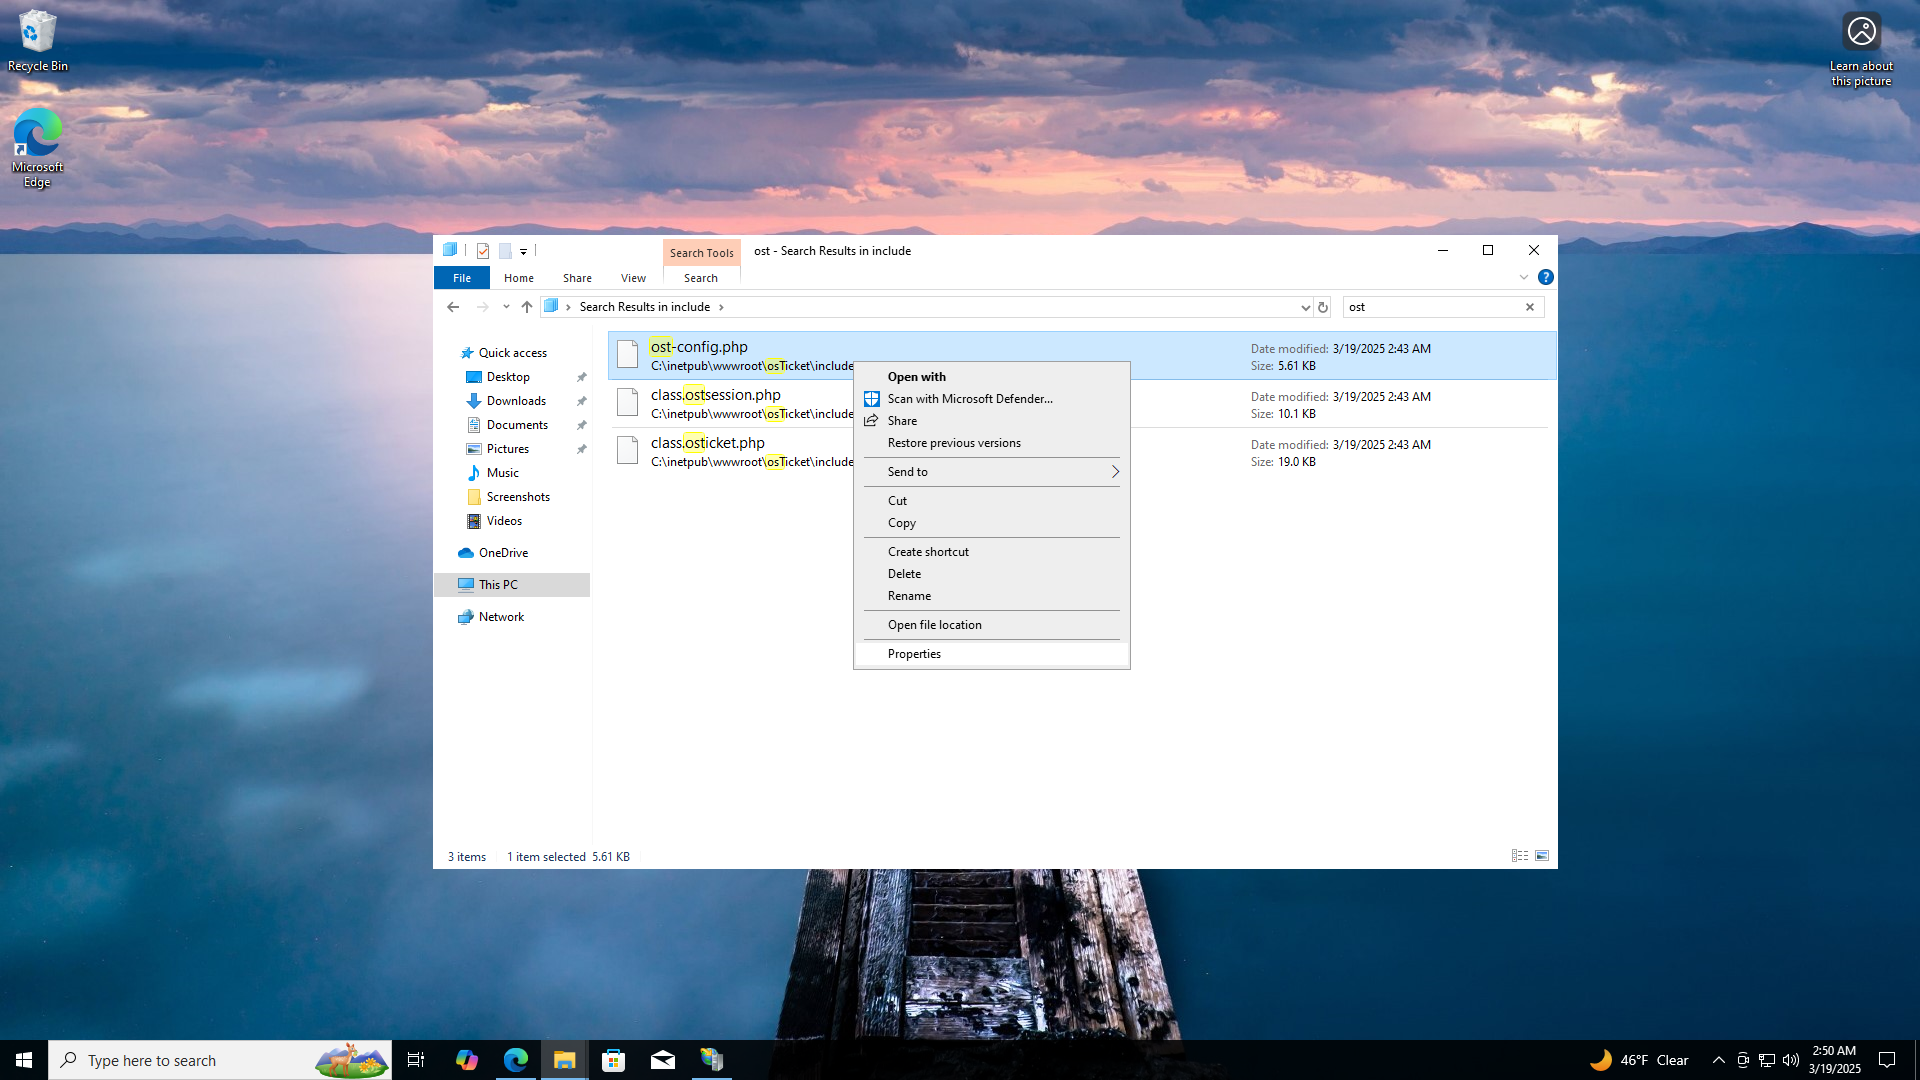 Recycle Bin
Microsoft
Edge
Learn about
this picture
Search Tools
ost - Search Results in include
File
Home
Share
View
Search
Search Results in include
ost
Quick access
Desktop
Downloads
Documents
Pictures
Music
Screenshots
Videos
OneDrive
This PC
Network
ost-config.php
C:\inetpub\wwwroot\osTicket\include
Date modified: 3/19/2025 2:43 AM
Size: 5.61 KB
class.ostsession.php
C:\inetpub\wwwroot\osTicket\include
Date modified: 3/19/2025 2:43 AM
Size: 10.1 KB
class.osticket.php
C:\inetpub\wwwroot\osTicket\include
Date modified: 3/19/2025 2:43 AM
Size: 19.0 KB
Open with
Scan with Microsoft Defender...
Share
Restore previous versions
Send to
Cut
Copy
Create shortcut
Delete
Rename
Open file location
Properties
3 items
1 item selected 5.61 KB
Type here to search
46°F Clear
2:50 AM
3/19/2025